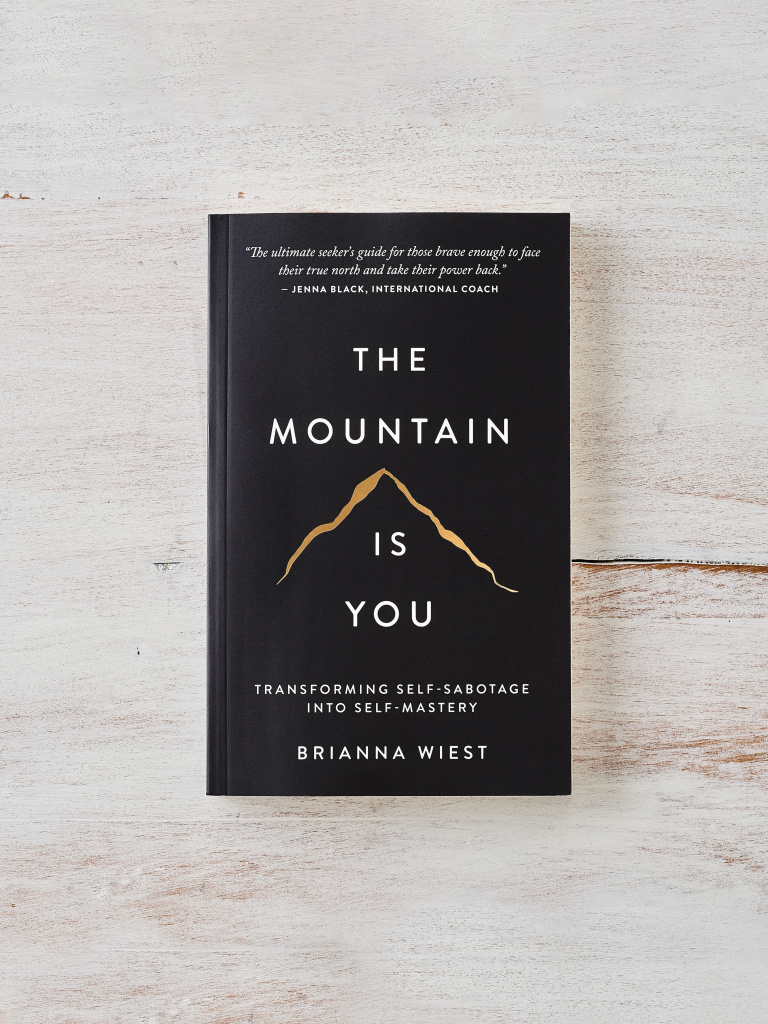 “The ultimate seeker’s guide for those brave enough to face
their true north and take their power back.”
– JENNA BLACK, INTERNATIONAL COACH
THE
MOUNTAIN
IS
YOU
TRANSFORMING SELF-SABOTAGE
INTO SELF-MASTERY
BRIANNA WIEST